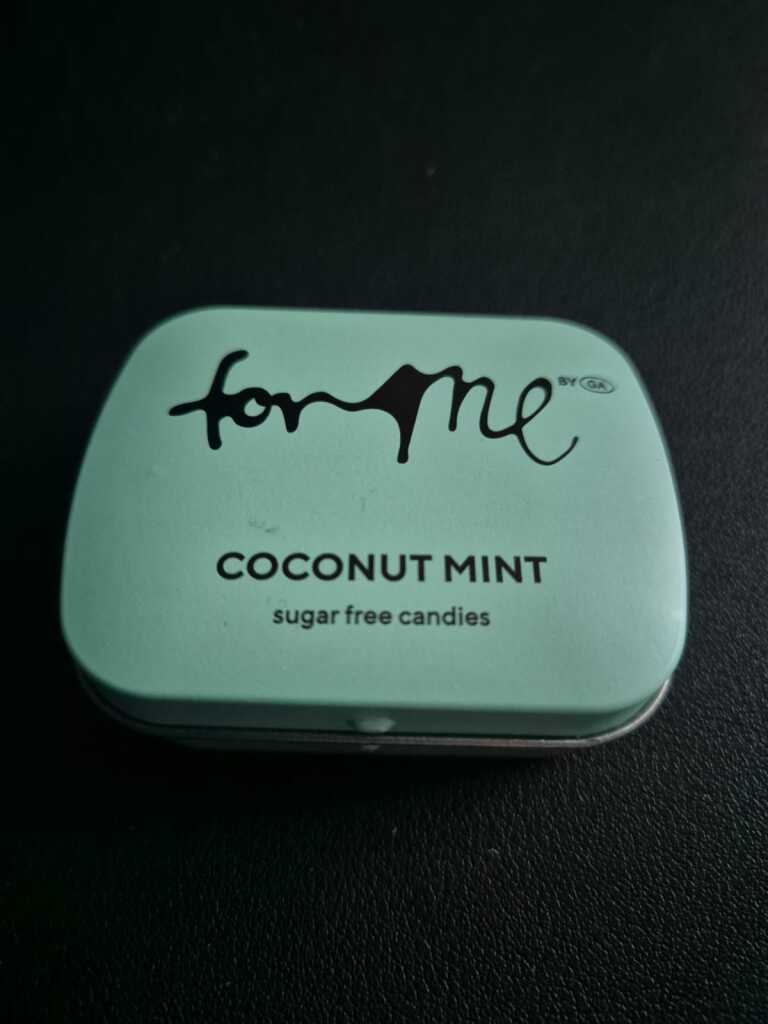 for me BY GA
COCONUT MINT
sugar free candies